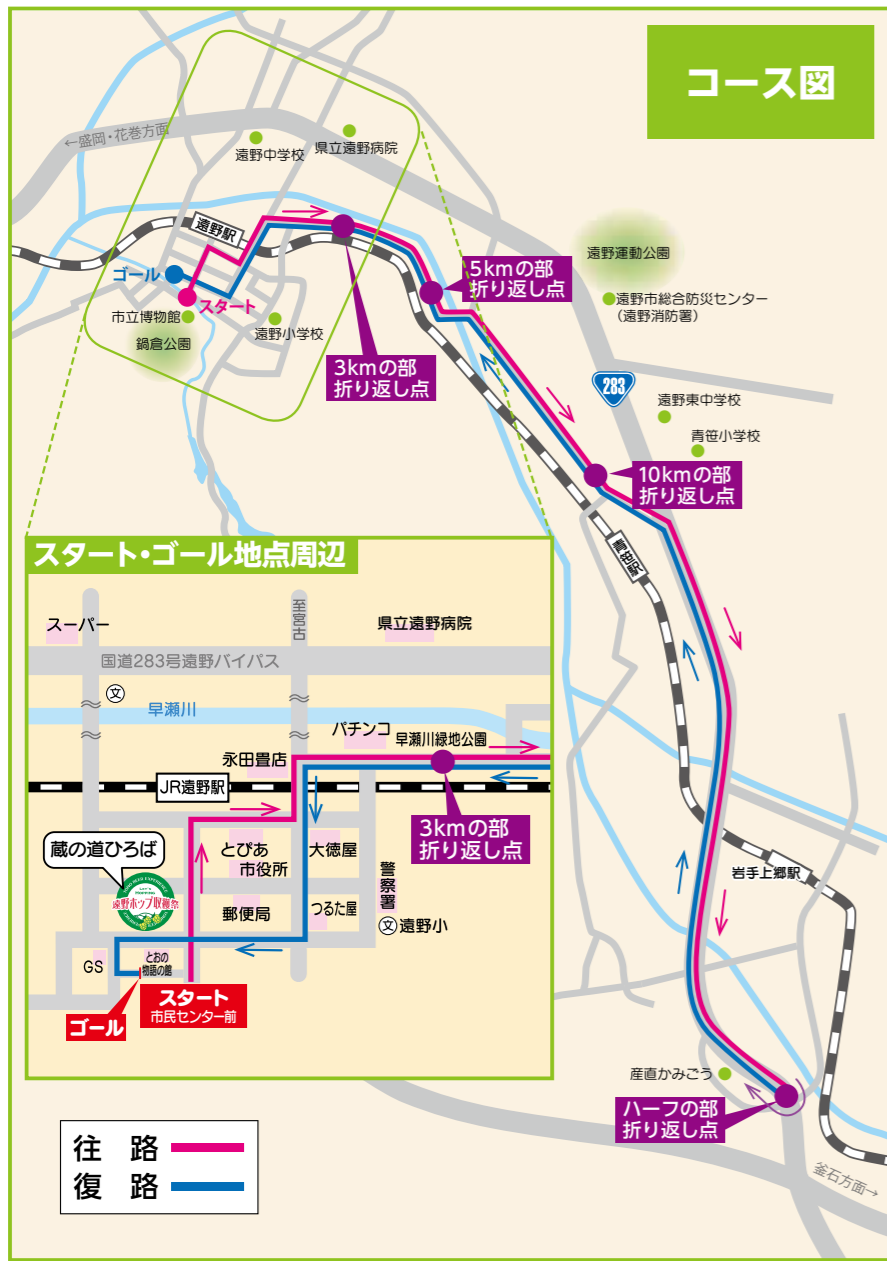 コース図
←盛岡・花巻方面
遠野中学校
県立遠野病院
遠野駅
ゴール
スタート
市立博物館
鍋倉公園
遠野小学校
3kmの部
折り返し点
5kmの部
折り返し点
遠野運動公園
遠野市総合防災センター
(遠野消防署)
283
遠野東中学校
青笹小学校
10kmの部
折り返し点
青笹駅
岩手上郷駅
産直かみごう
ハーフの部
折り返し点
釜石方面→
スタート・ゴール地点周辺
スーパー
至宮古
県立遠野病院
国道283号遠野バイパス
文
早瀬川
パチンコ
早瀬川緑地公園
永田畳店
JR遠野駅
3kmの部
折り返し点
蔵の道ひろば
遠野ホップ収穫祭
とぴあ
市役所
大徳屋
警察署
郵便局
つるた屋
文遠野小
GS
とおの
物語の館
ゴール
スタート
市民センター前
往 路
復 路